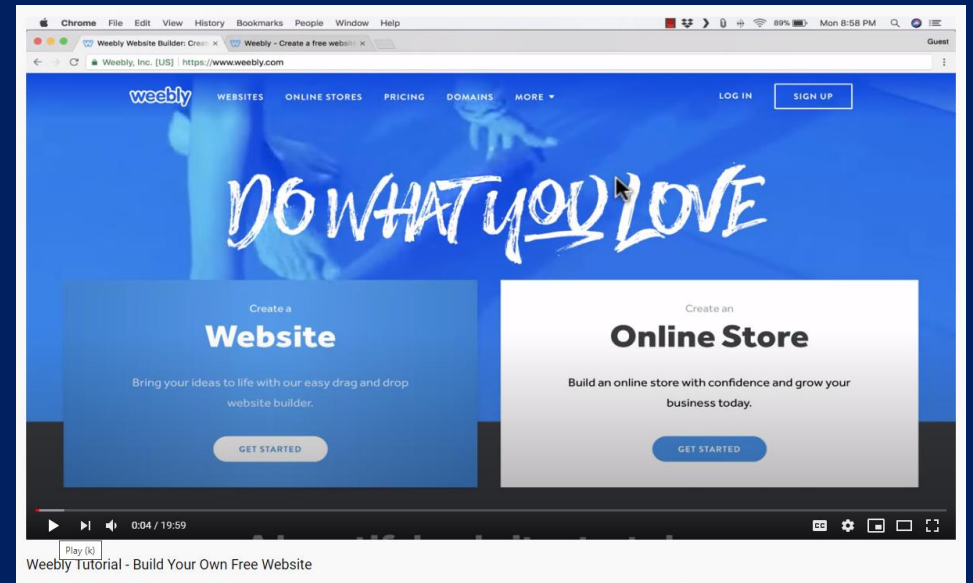 Chrome File Edit View History Bookmarks People Window Help 89% Mon 8:58 PM
Weebly Website Builder: Crea × Weebly - Create a free websit × Guest
Weebly, Inc. [US] https://www.weebly.com
weebly WEBSITES ONLINE STORES PRICING DOMAINS MORE LOG IN SIGN UP
DO WHAT YOU LOVE
Create a
Website
Bring your ideas to life with our easy drag and drop
website builder.
GET STARTED
Create an
Online Store
Build an online store with confidence and grow your
business today.
GET STARTED
0:04 / 19:59 CC
Play (k)
Weebly Tutorial - Build Your Own Free Website